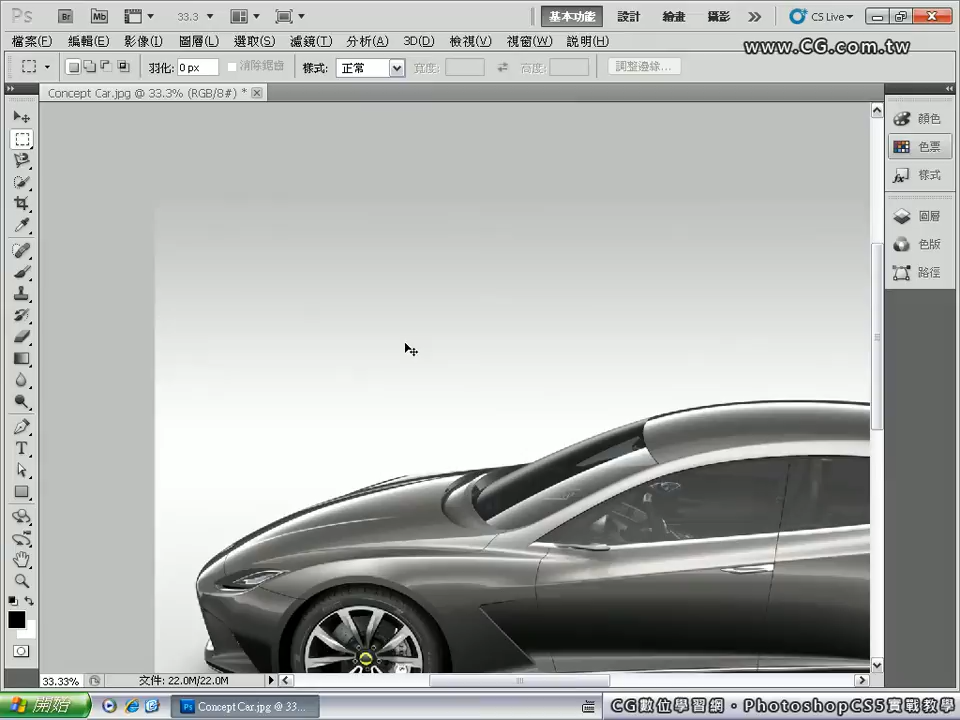 Ps Br Mb 33.3 基本功能 設計 繪畫 攝影 CS Live
檔案(F) 編輯(E) 影像(I) 圖層(L) 選取(S) 濾鏡(T) 分析(A) 3D(D) 檢視(V) 視窗(W) 說明(H)
www.CG.com.tw
羽化: 0 px 消除鋸齒 樣式: 正常 寬度: 高度: 調整邊緣...
Concept Car.jpg @ 33.3% (RGB/8#) *
顏色
色票
樣式
圖層
色版
路徑
33.33% 文件: 22.0M/22.0M
開始 Concept Car.jpg @ 33... CG數位學習網・PhotoshopCS5實戰教學